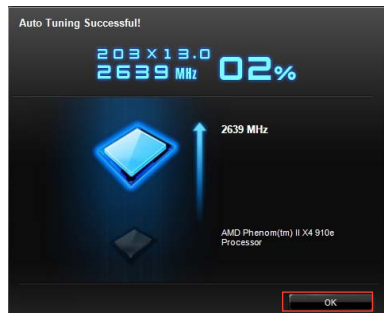 Auto Tuning Successful!
203X13.0
2639 MHz 02%
2639 MHz
AMD Phenom(tm) II X4 910e
Processor
OK